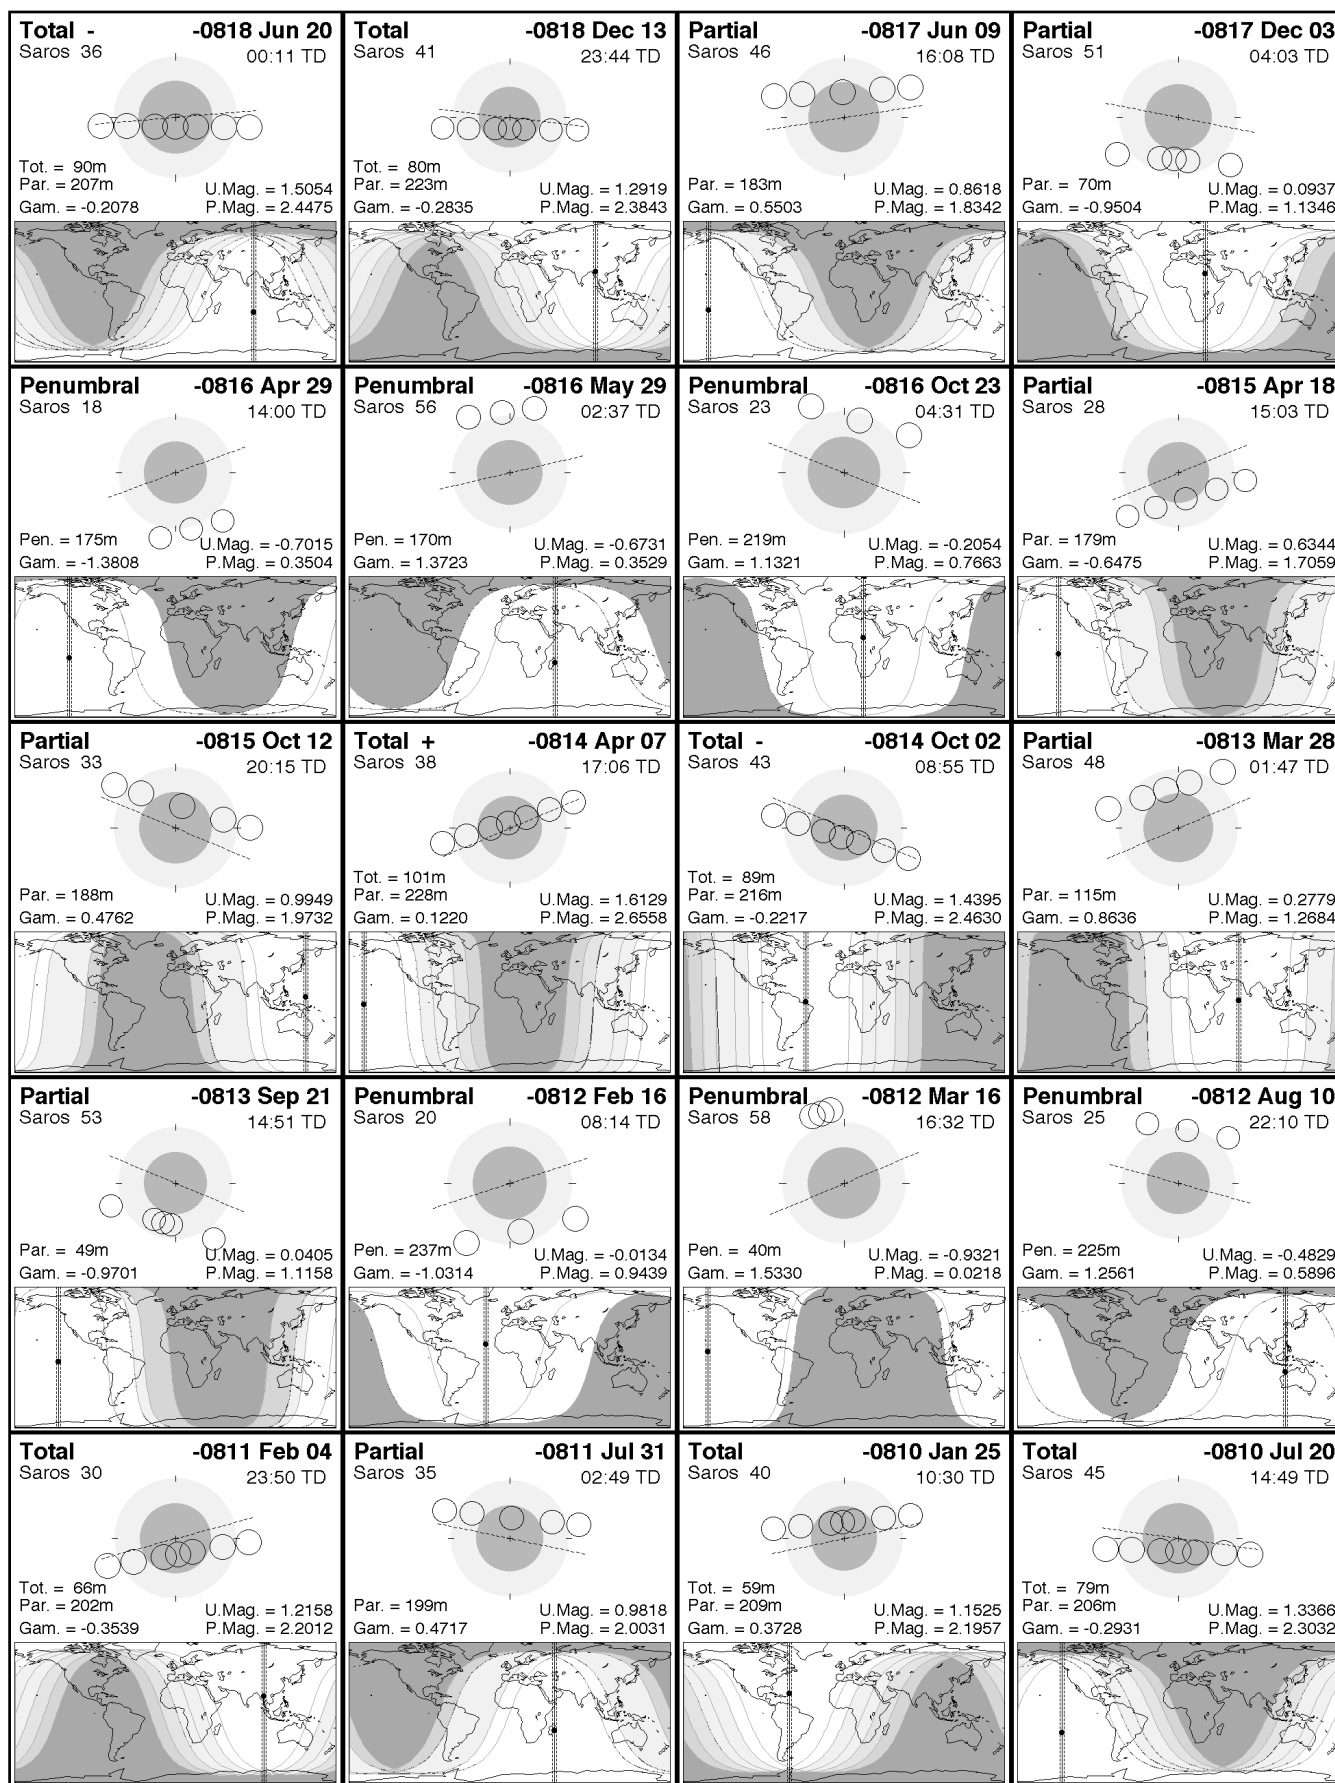 Total - -0818 Jun 20
Saros 36 00:11 TD
Tot. = 90m
Par. = 207m U.Mag. = 1.5054
Gam. = -0.2078 P.Mag. = 2.4475
Total -0818 Dec 13
Saros 41 23:44 TD
Tot. = 80m
Par. = 223m U.Mag. = 1.2919
Gam. = -0.2835 P.Mag. = 2.3843
Partial -0817 Jun 09
Saros 46 16:08 TD
Par. = 183m U.Mag. = 0.8618
Gam. = 0.5503 P.Mag. = 1.8342
Partial -0817 Dec 03
Saros 51 04:03 TD
Par. = 70m U.Mag. = 0.0937
Gam. = -0.9504 P.Mag. = 1.1346
Penumbral -0816 Apr 29
Saros 18 14:00 TD
Pen. = 175m U.Mag. = -0.7015
Gam. = -1.3808 P.Mag. = 0.3504
Penumbral -0816 May 29
Saros 56 02:37 TD
Pen. = 170m U.Mag. = -0.6731
Gam. = 1.3723 P.Mag. = 0.3529
Penumbral -0816 Oct 23
Saros 23 04:31 TD
Pen. = 219m U.Mag. = -0.2054
Gam. = 1.1321 P.Mag. = 0.7663
Partial -0815 Apr 18
Saros 28 15:03 TD
Par. = 179m U.Mag. = 0.6344
Gam. = -0.6475 P.Mag. = 1.7059
Partial -0815 Oct 12
Saros 33 20:15 TD
Par. = 188m U.Mag. = 0.9949
Gam. = 0.4762 P.Mag. = 1.9732
Total + -0814 Apr 07
Saros 38 17:06 TD
Tot. = 101m
Par. = 228m U.Mag. = 1.6129
Gam. = 0.1220 P.Mag. = 2.6558
Total - -0814 Oct 02
Saros 43 08:55 TD
Tot. = 89m
Par. = 216m U.Mag. = 1.4395
Gam. = -0.2217 P.Mag. = 2.4630
Partial -0813 Mar 28
Saros 48 01:47 TD
Par. = 115m U.Mag. = 0.2779
Gam. = 0.8636 P.Mag. = 1.2684
Partial -0813 Sep 21
Saros 53 14:51 TD
Par. = 49m U.Mag. = 0.0405
Gam. = -0.9701 P.Mag. = 1.1158
Penumbral -0812 Feb 16
Saros 20 08:14 TD
Pen. = 237m U.Mag. = -0.0134
Gam. = -1.0314 P.Mag. = 0.9439
Penumbral -0812 Mar 16
Saros 58 16:32 TD
Pen. = 40m U.Mag. = -0.9321
Gam. = 1.5330 P.Mag. = 0.0218
Penumbral -0812 Aug 10
Saros 25 22:10 TD
Pen. = 225m U.Mag. = -0.4829
Gam. = 1.2561 P.Mag. = 0.5896
Total -0811 Feb 04
Saros 30 23:50 TD
Tot. = 66m
Par. = 202m U.Mag. = 1.2158
Gam. = -0.3539 P.Mag. = 2.2012
Partial -0811 Jul 31
Saros 35 02:49 TD
Par. = 199m U.Mag. = 0.9818
Gam. = 0.4717 P.Mag. = 2.0031
Total -0810 Jan 25
Saros 40 10:30 TD
Tot. = 59m
Par. = 209m U.Mag. = 1.1525
Gam. = 0.3728 P.Mag. = 2.1957
Total -0810 Jul 20
Saros 45 14:49 TD
Tot. = 79m
Par. = 206m U.Mag. = 1.3366
Gam. = -0.2931 P.Mag. = 2.3032